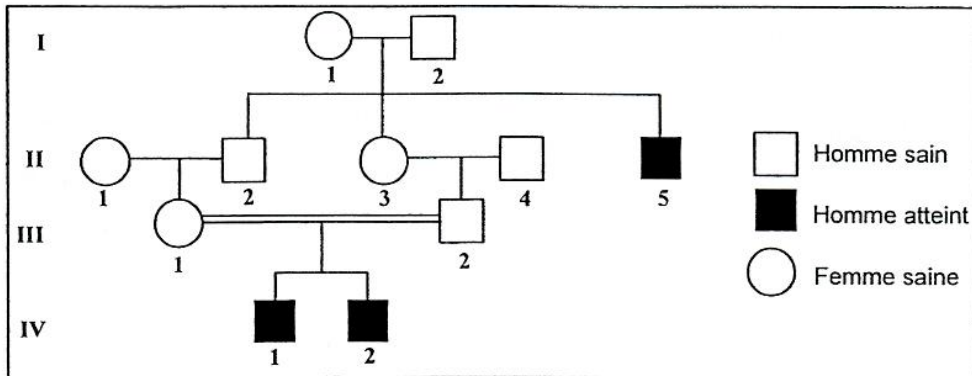 I
1 2
II
1 2 3 4 5
III
1 2
IV
1 2
Homme sain
Homme atteint
Femme saine